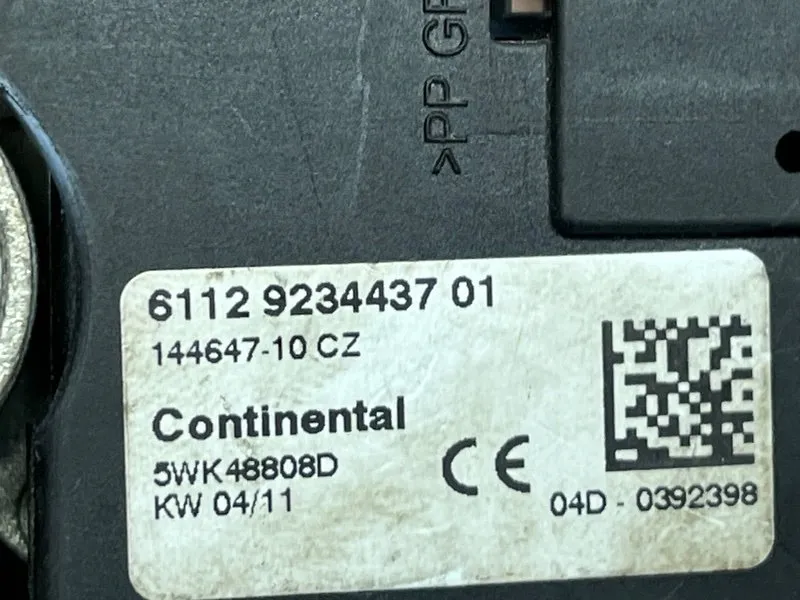 >PP GF
6112 9234437 01
144647-10 CZ
Continental
5WK48808D
KW 04/11
CE
04D - 0392398